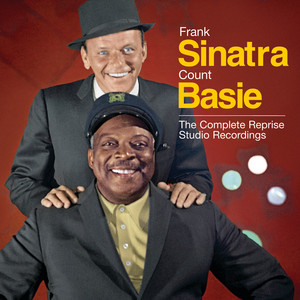 Frank
Sinatra
Count
Basie
The Complete Reprise
Studio Recordings